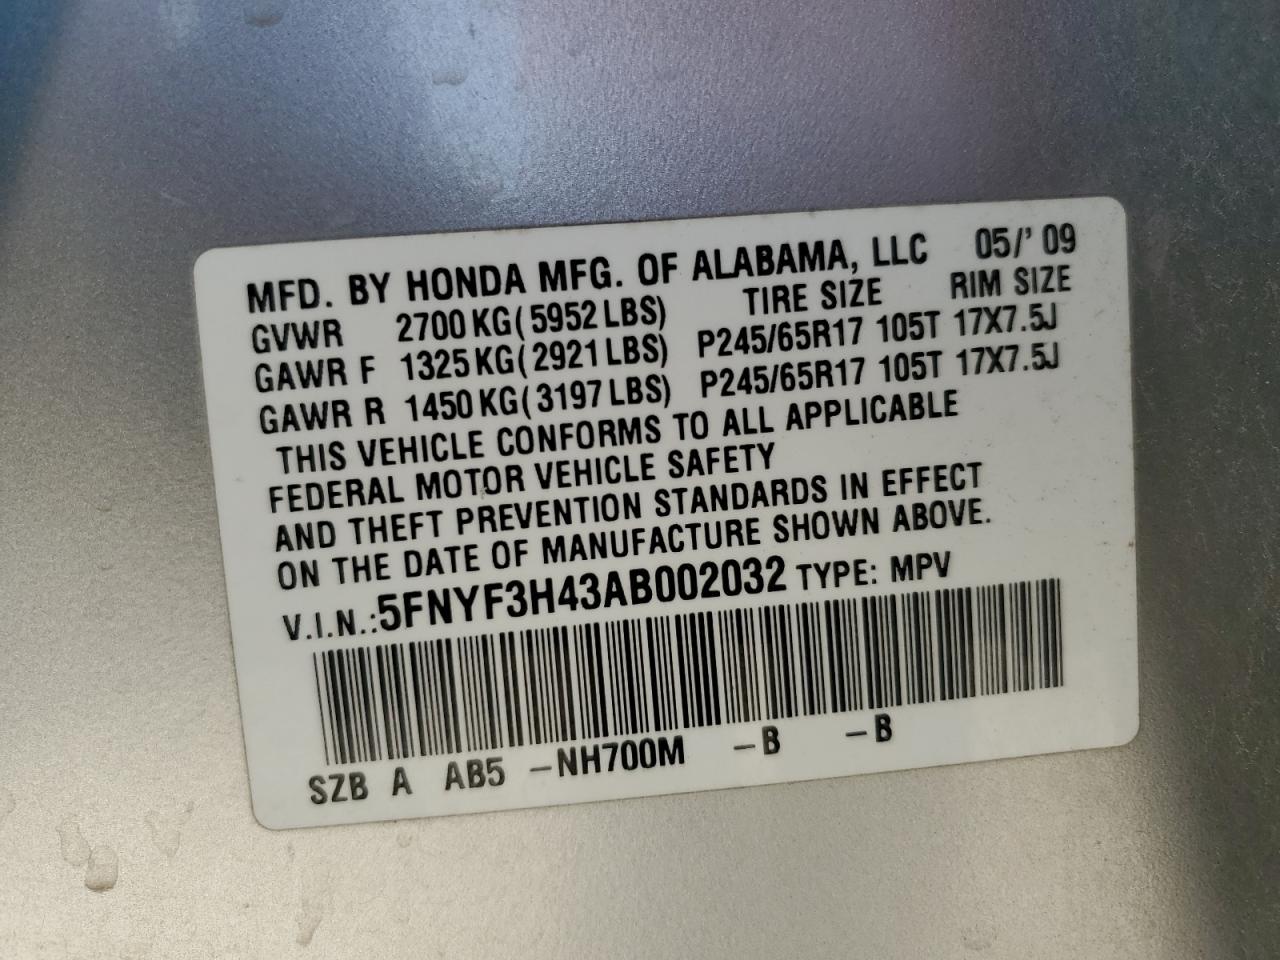 MFD. BY HONDA MFG. OF ALABAMA, LLC 05/' 09
GVWR 2700 KG( 5952 LBS) TIRE SIZE RIM SIZE
GAWR F 1325 KG( 2921 LBS) P245/65R17 105T 17X7.5J
GAWR R 1450 KG( 3197 LBS) P245/65R17 105T 17X7.5J
THIS VEHICLE CONFORMS TO ALL APPLICABLE
FEDERAL MOTOR VEHICLE SAFETY
AND THEFT PREVENTION STANDARDS IN EFFECT
ON THE DATE OF MANUFACTURE SHOWN ABOVE.
V.I.N.:5FNYF3H43AB002032 TYPE: MPV
SZB A AB5 –NH700M –B –B